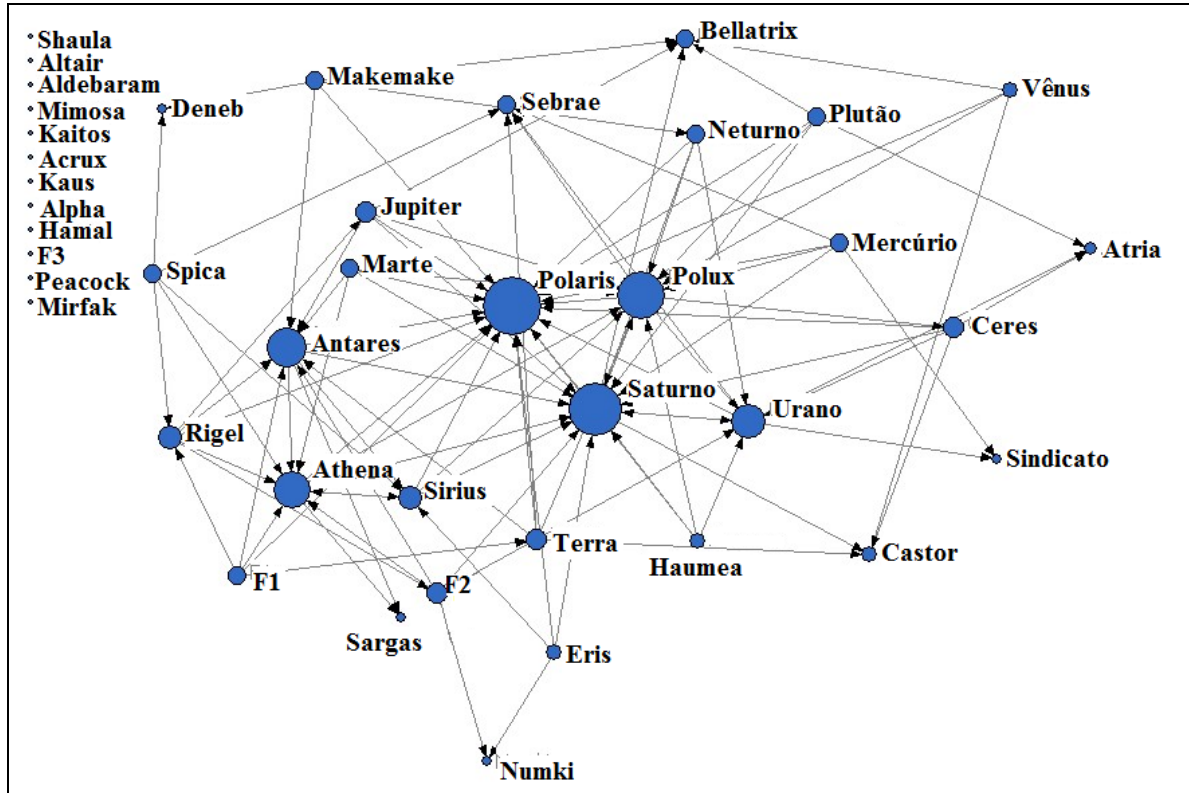 Shaula
Altair
Aldebaram
Mimosa
Kaitos
Acrux
Kaus
Alpha
Hamal
F3
Peacock
Mirfak
Bellatrix
Makemake
Vênus
Deneb
Sebrae
Plutão
Neturno
Jupiter
Mercúrio
Atria
Spica
Marte
Polaris
Polux
Ceres
Antares
Saturno
Urano
Rigel
Athena
Sirius
Sindicato
Terra
Castor
Haumea
F1
F2
Sargas
Eris
Numki